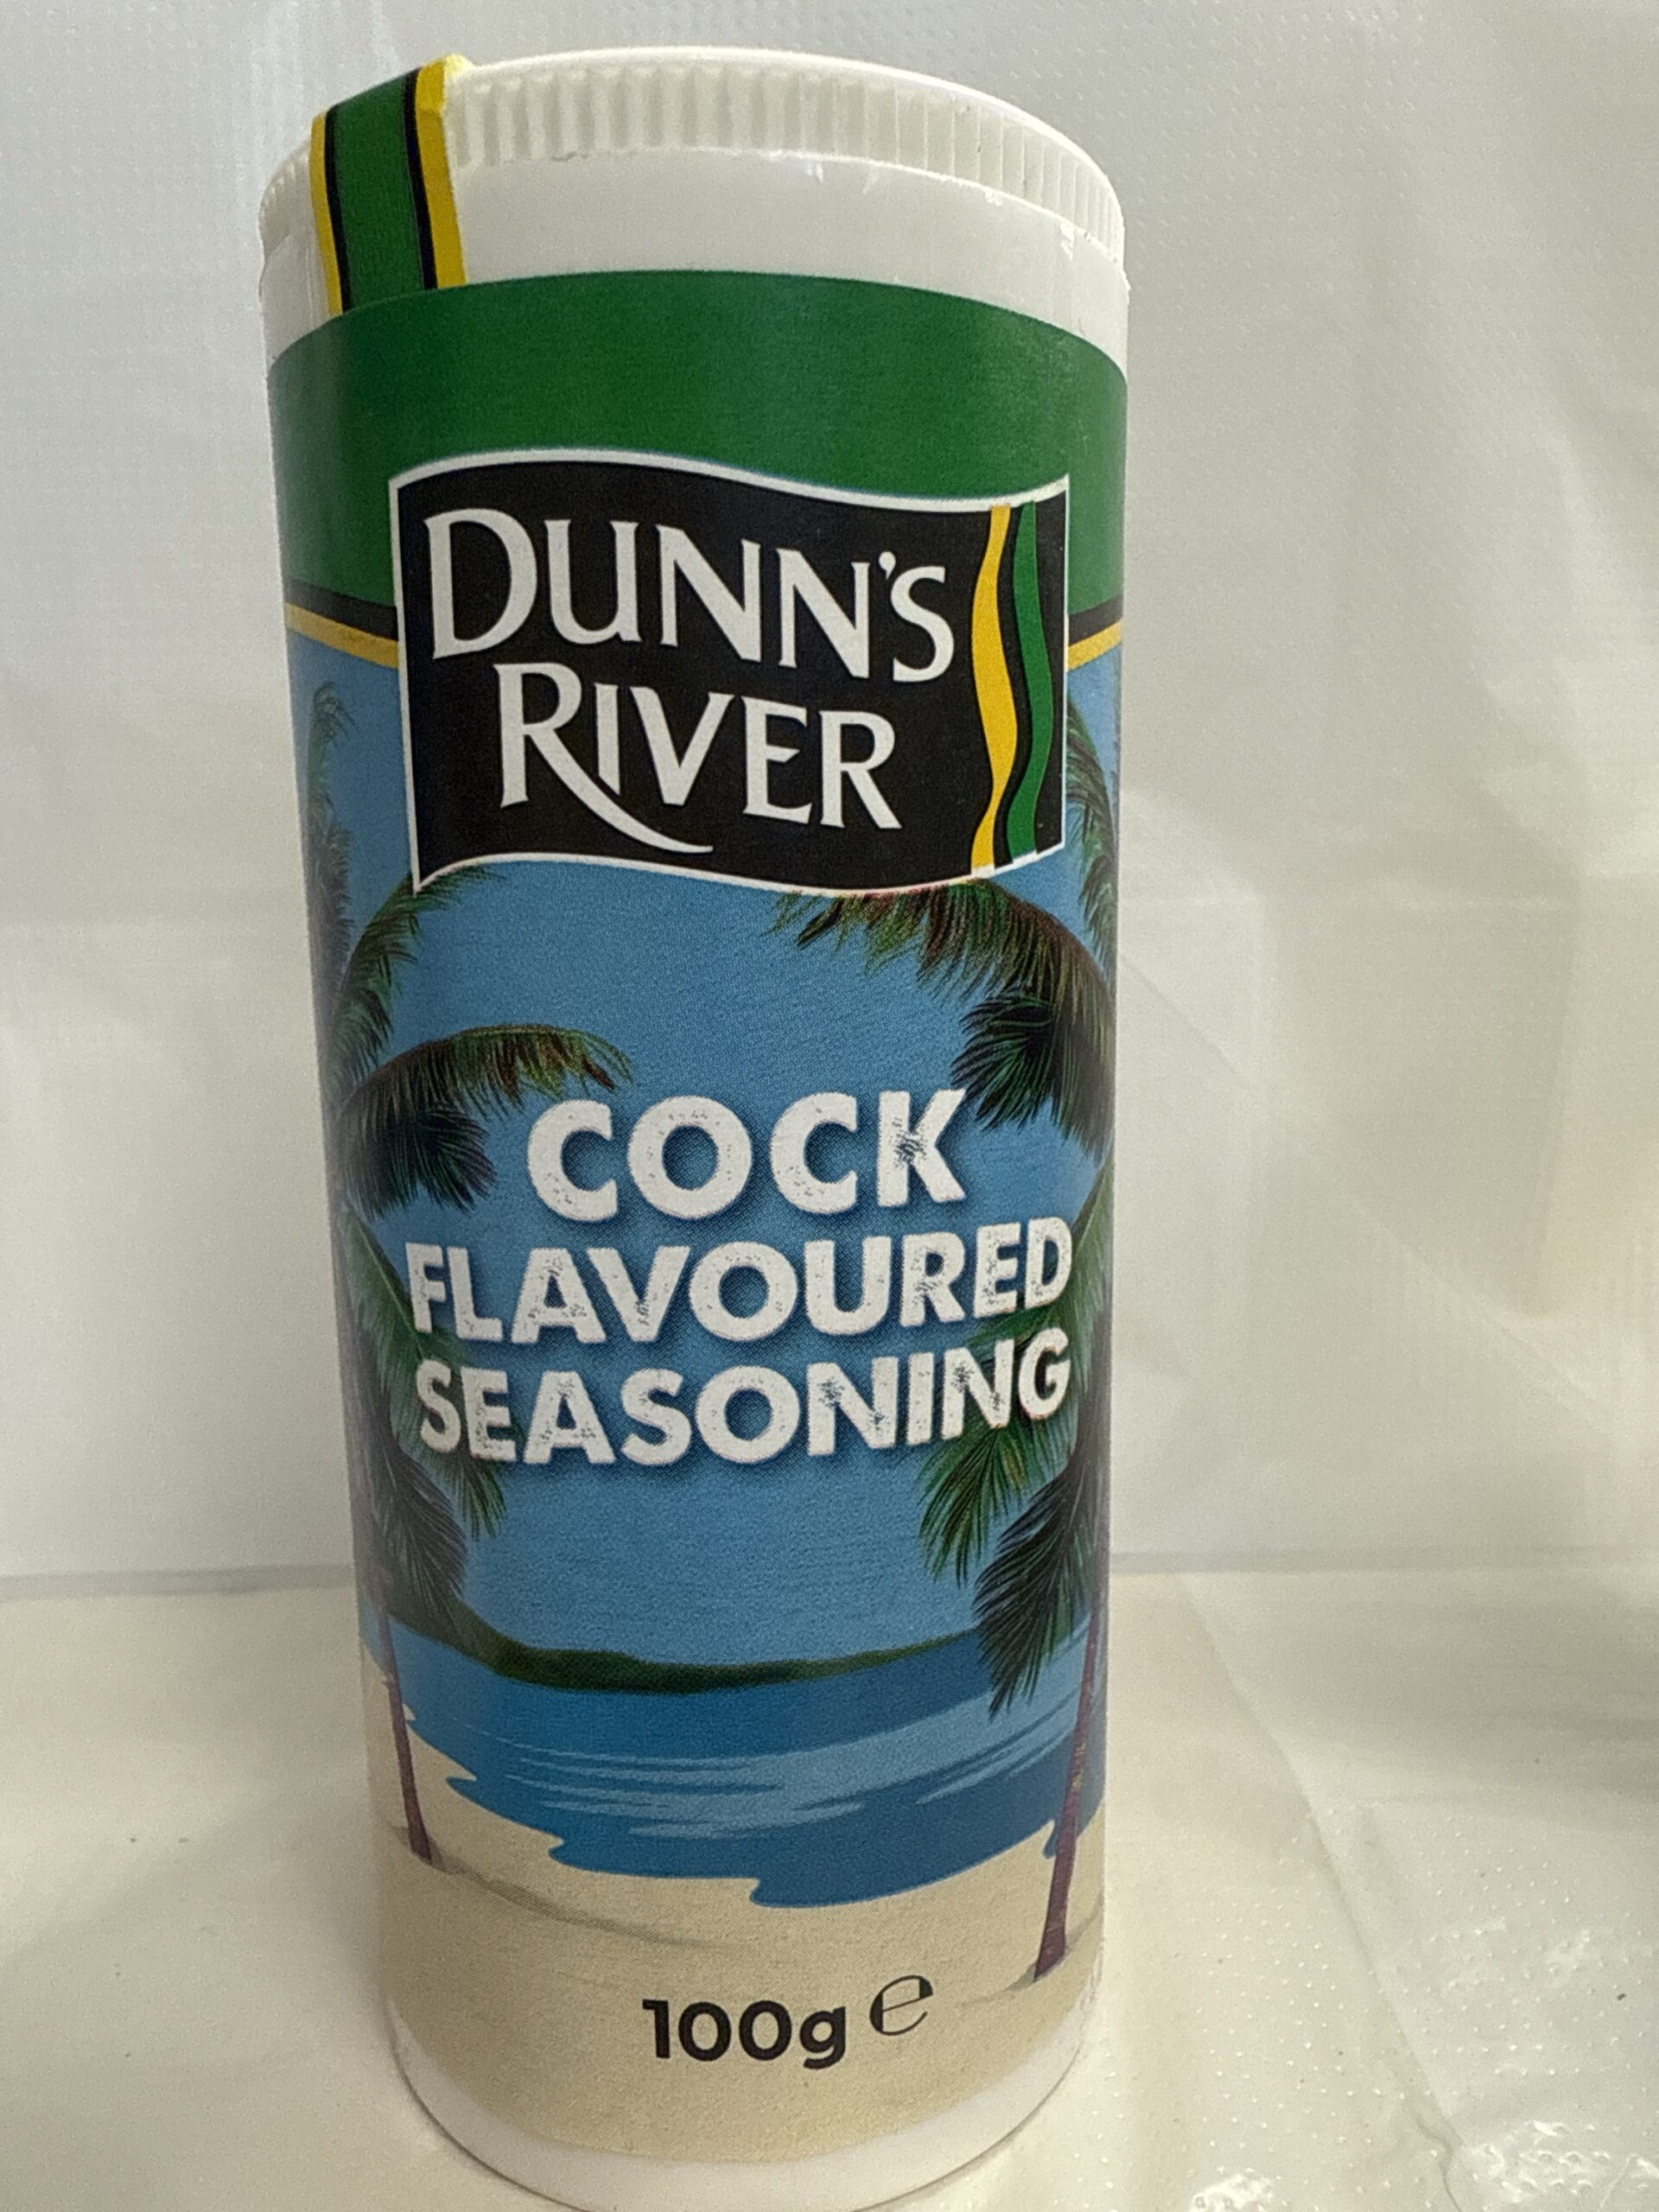 DUNN'S
RIVER
COCK
FLAVOURED
SEASONING
100g ℮